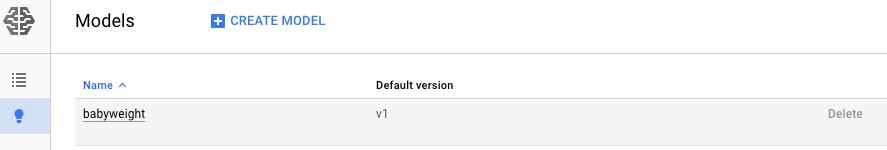 Models CREATE MODEL
Name Default version
babyweight v1 Delete